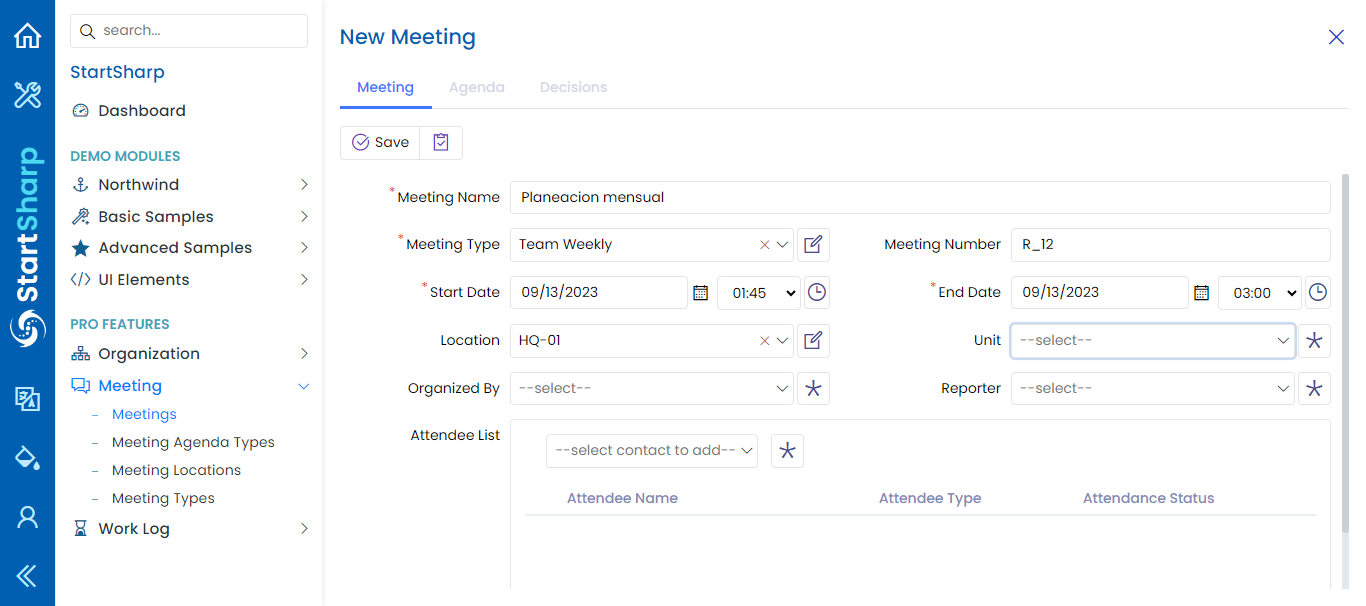 search...
StartSharp
Dashboard
DEMO MODULES
Northwind
Basic Samples
Advanced Samples
UI Elements
PRO FEATURES
Organization
Meeting
Meetings
Meeting Agenda Types
Meeting Locations
Meeting Types
Work Log
StartSharp
New Meeting
Meeting Agenda Decisions
Save
* Meeting Name Planeacion mensual
* Meeting Type Team Weekly Meeting Number R_12
* Start Date 09/13/2023 01:45 * End Date 09/13/2023 03:00
Location HQ-01 Unit --select--
Organized By --select-- Reporter --select--
Attendee List
--select contact to add--
Attendee Name Attendee Type Attendance Status